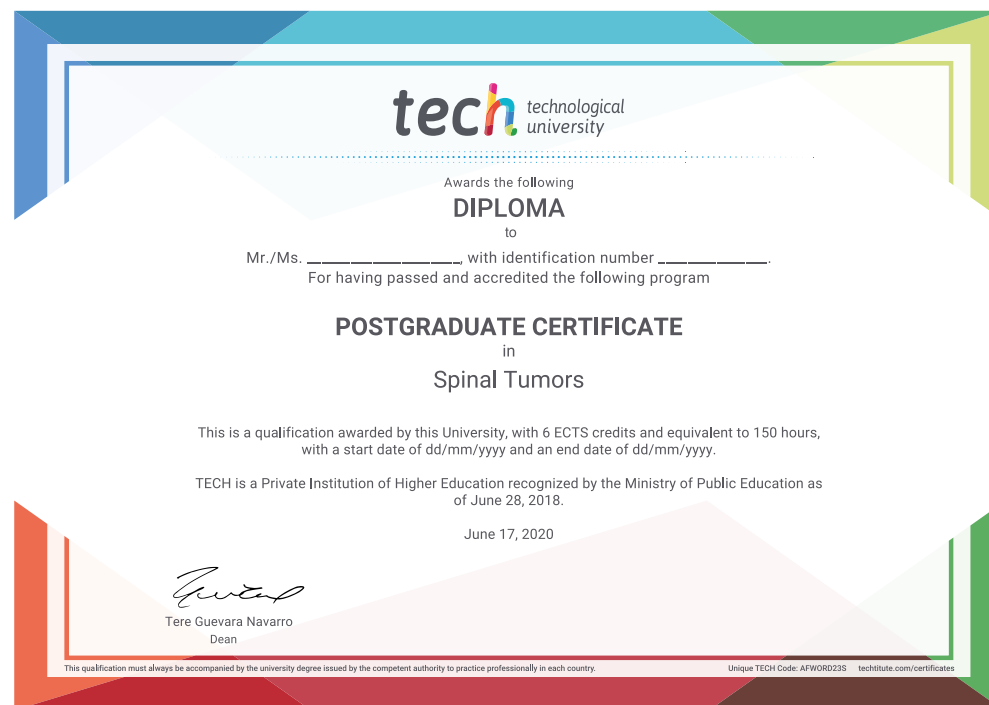 tech technological
university
Awards the following
DIPLOMA
to
Mr./Ms. ____________________, with identification number ______________.
For having passed and accredited the following program
POSTGRADUATE CERTIFICATE
in
Spinal Tumors
This is a qualification awarded by this University, with 6 ECTS credits and equivalent to 150 hours,
with a start date of dd/mm/yyyy and an end date of dd/mm/yyyy.
TECH is a Private Institution of Higher Education recognized by the Ministry of Public Education as
of June 28, 2018.
June 17, 2020
Tere Guevara Navarro
Dean
This qualification must always be accompanied by the university degree issued by the competent authority to practice professionally in each country. Unique TECH Code: AFWORD23S techtitute.com/certificates